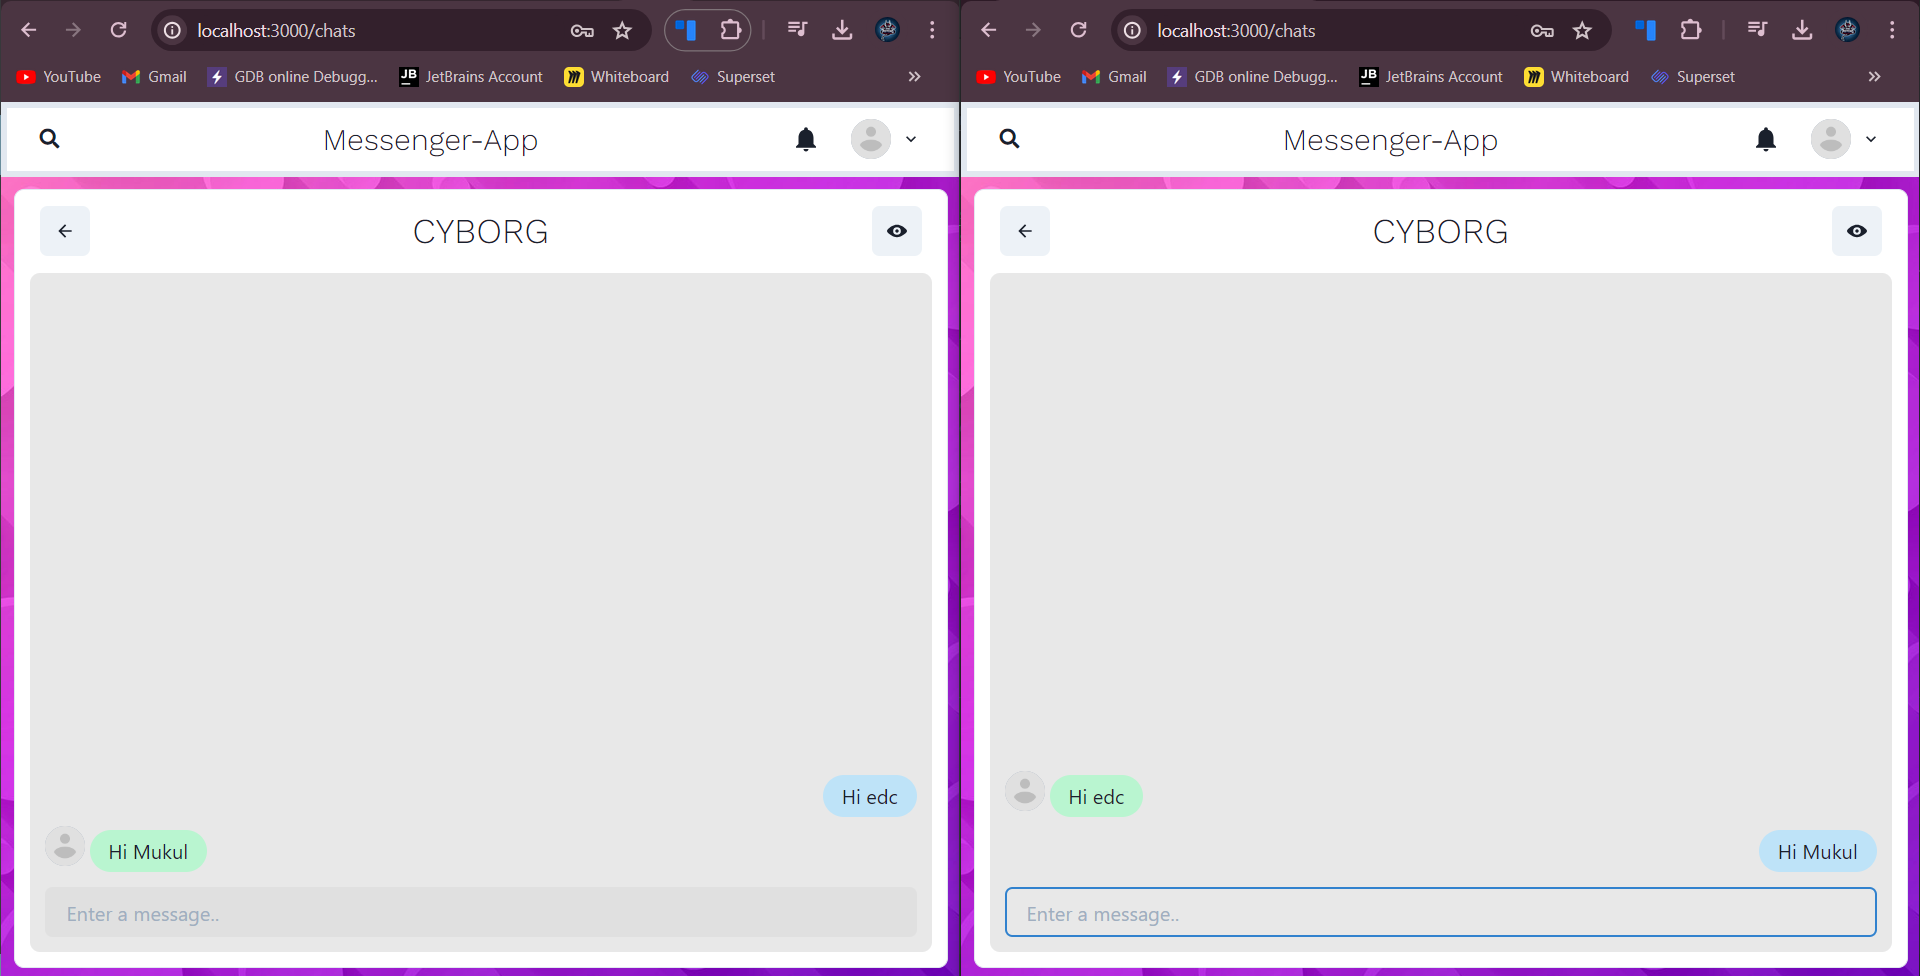 localhost:3000/chats
YouTube Gmail GDB online Debugg... JB JetBrains Account Whiteboard Superset
Messenger-App
CYBORG
Hi edc
Hi Mukul
Enter a message..
localhost:3000/chats
YouTube Gmail GDB online Debugg... JB JetBrains Account Whiteboard Superset
Messenger-App
CYBORG
Hi edc
Hi Mukul
Enter a message..